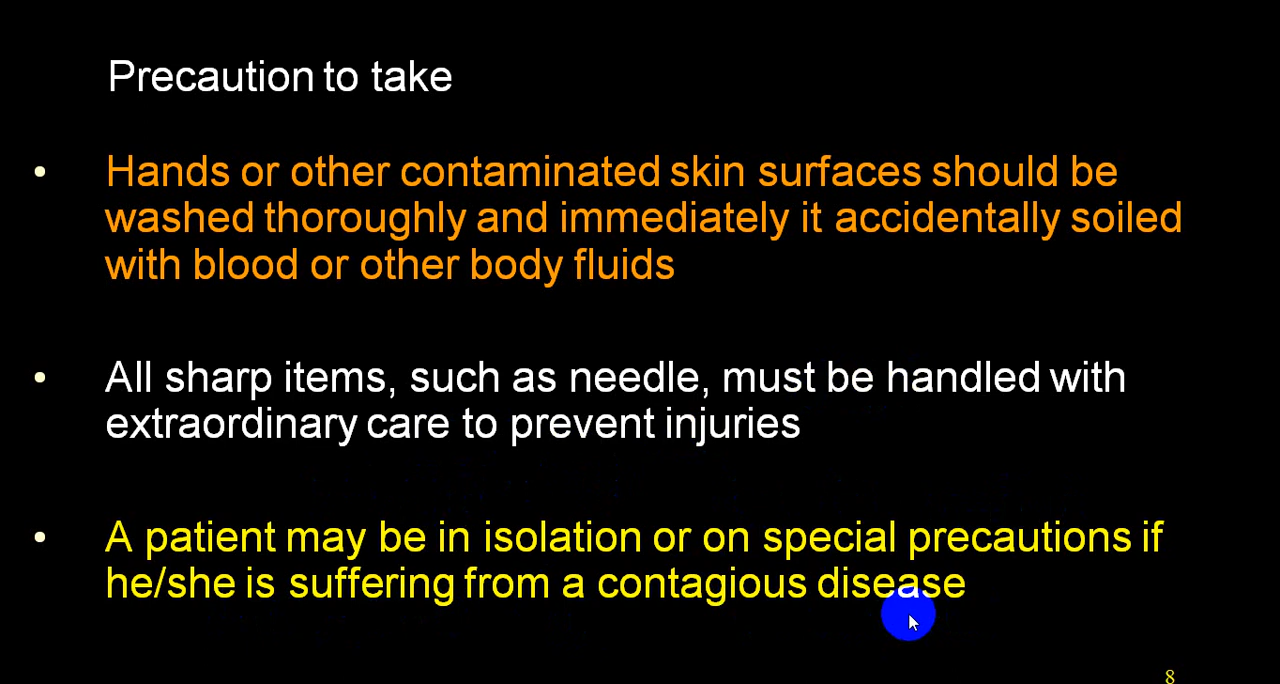 Precaution to take
• Hands or other contaminated skin surfaces should be
washed thoroughly and immediately it accidentally soiled
with blood or other body fluids
• All sharp items, such as needle, must be handled with
extraordinary care to prevent injuries
• A patient may be in isolation or on special precautions if
he/she is suffering from a contagious disease
8